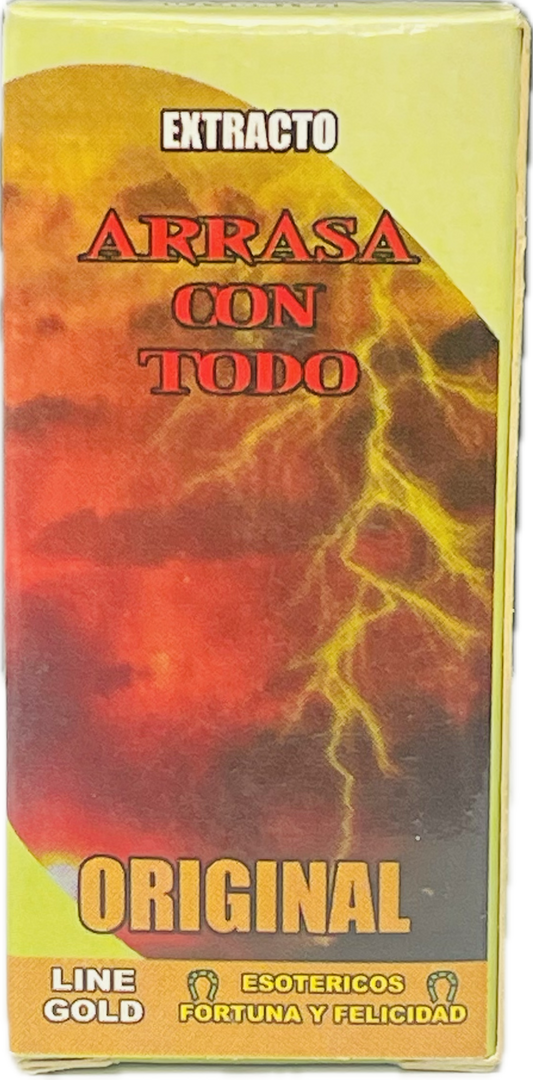 EXTRACTO
ARRASA
CON
TODO
ORIGINAL
LINE
GOLD
ESOTERICOS
FORTUNA Y FELICIDAD